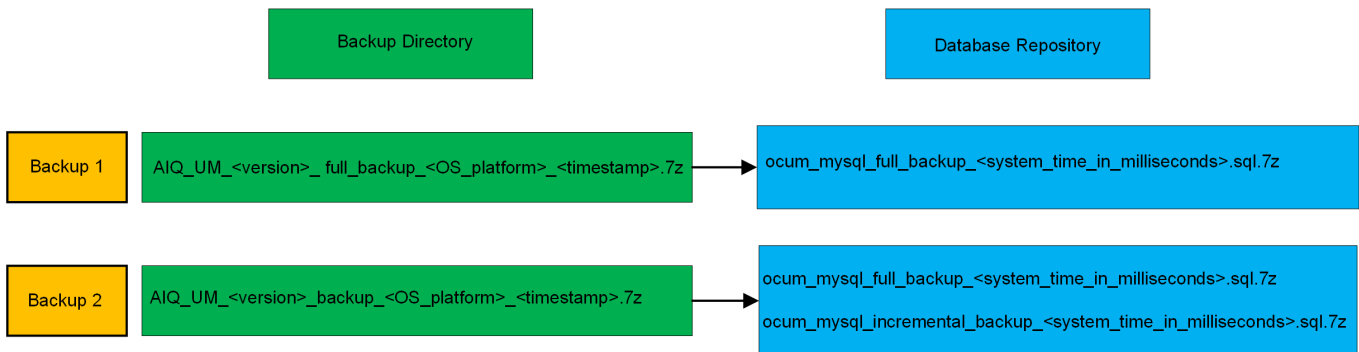 Backup Directory
Database Repository
Backup 1
AIQ_UM_<version>_ full_backup_<OS_platform>_<timestamp>.7z
ocum_mysql_full_backup_<system_time_in_milliseconds>.sql.7z
Backup 2
AIQ_UM_<version>_backup_<OS_platform>_<timestamp>.7z
ocum_mysql_full_backup_<system_time_in_milliseconds>.sql.7z
ocum_mysql_incremental_backup_<system_time_in_milliseconds>.sql.7z